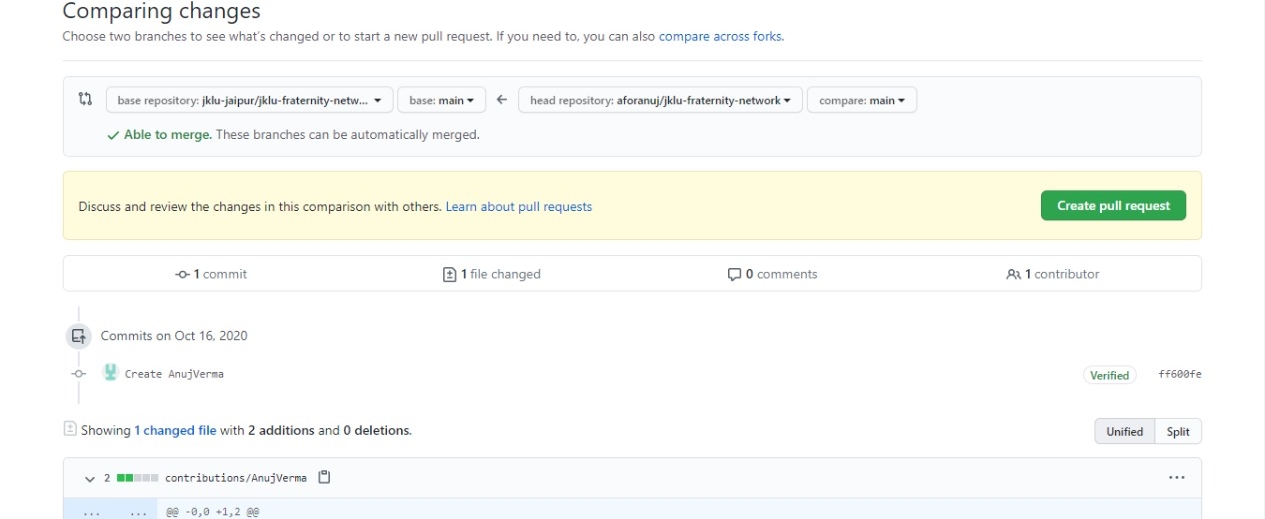 Comparing changes
Choose two branches to see what's changed or to start a new pull request. If you need to, you can also compare across forks.
base repository: jklu-jaipur/jklu-fraternity-netw... base: main head repository: aforanuj/jklu-fraternity-network compare: main
Able to merge. These branches can be automatically merged.
Discuss and review the changes in this comparison with others. Learn about pull requests Create pull request
1 commit 1 file changed 0 comments 1 contributor
Commits on Oct 16, 2020
Create AnujVerma Verified ff600fe
Showing 1 changed file with 2 additions and 0 deletions. Unified Split
2 contributions/AnujVerma ...
... ... @@ -0,0 +1,2 @@